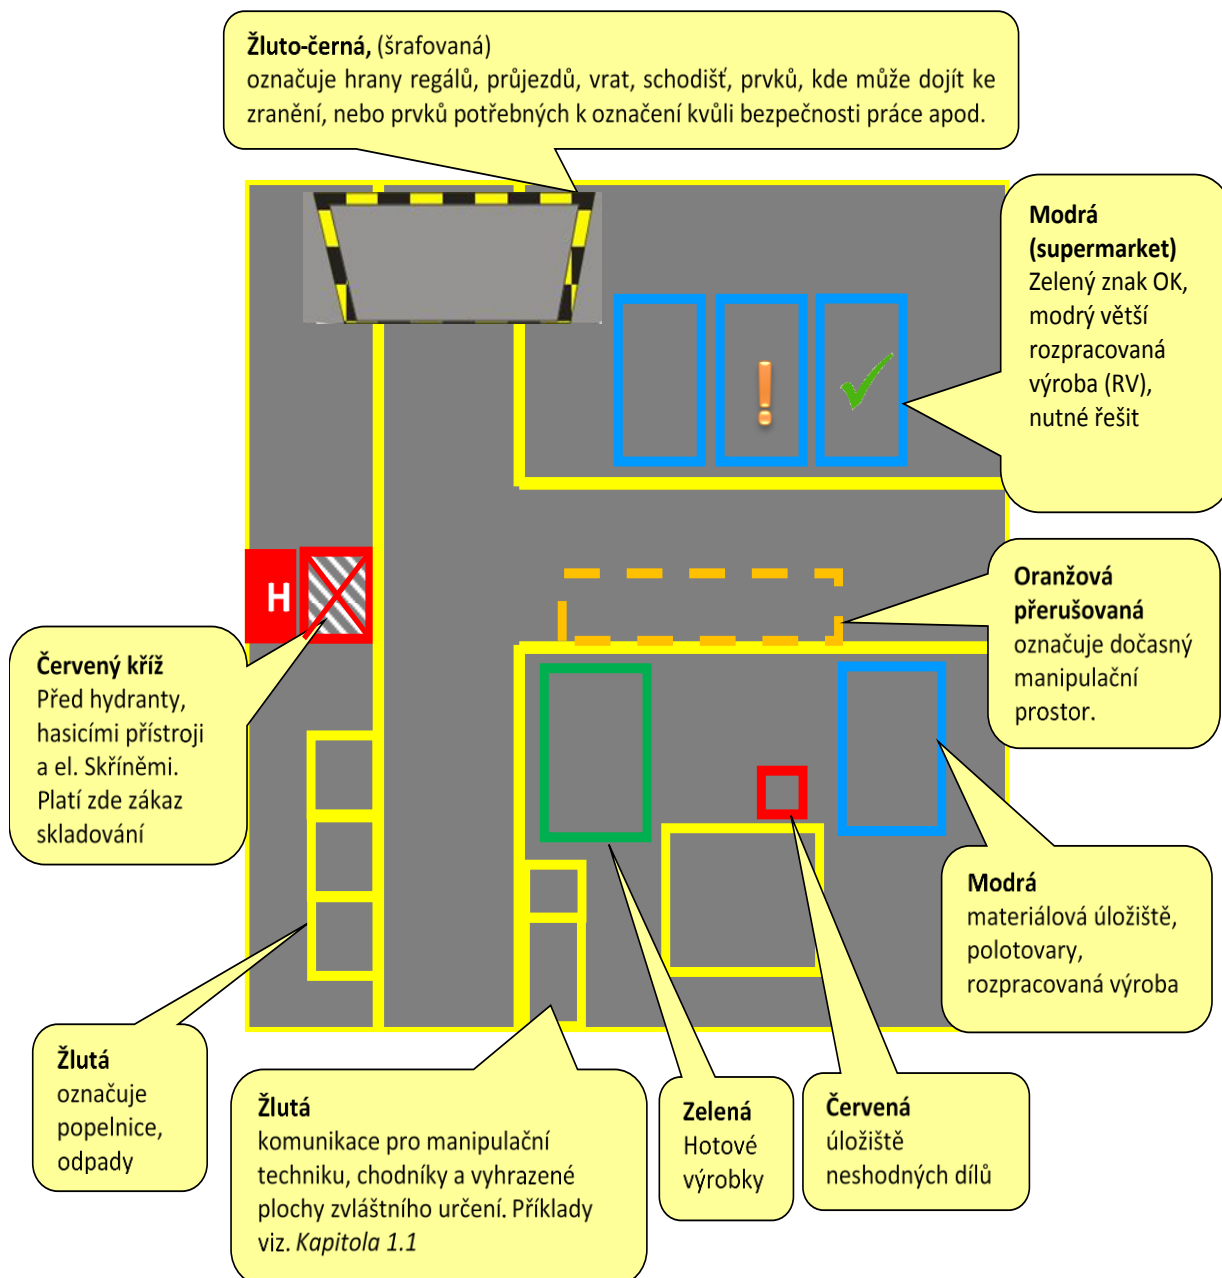 Žluto-černá, (šrafovaná)
označuje hrany regálů, průjezdů, vrat, schodišť, prvků, kde může dojít ke
zranění, nebo prvků potřebných k označení kvůli bezpečnosti práce apod.
Modrá
(supermarket)
Zelený znak OK,
modrý větší
rozpracovaná
výroba (RV),
nutné řešit
H
Oranžová
přerušovaná
označuje dočasný
manipulační
prostor.
Červený kříž
Před hydranty,
hasicími přístroji
a el. Skříněmi.
Platí zde zákaz
skladování
Modrá
materiálová úložiště,
polotovary,
rozpracovaná výroba
Žlutá
označuje
popelnice,
odpady
Žlutá
komunikace pro manipulační
techniku, chodníky a vyhrazené
plochy zvláštního určení. Příklady
viz. Kapitola 1.1
Zelená
Hotové
výrobky
Červená
úložiště
neshodných dílů